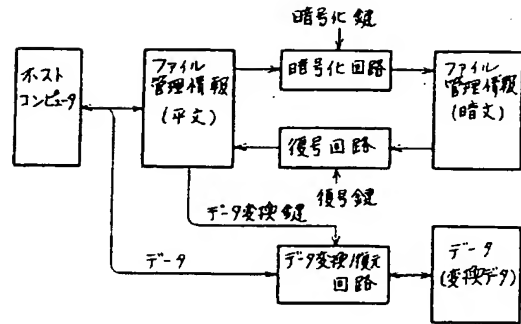 暗号化 鍵
ホスト
コンピュータ
ファイル
管理情報
(平文)
暗号化回路
ファイル
管理情報
(暗文)
復号回路
復号鍵
データ変換鍵
データ
データ変換/復元
回路
データ
(変換データ)